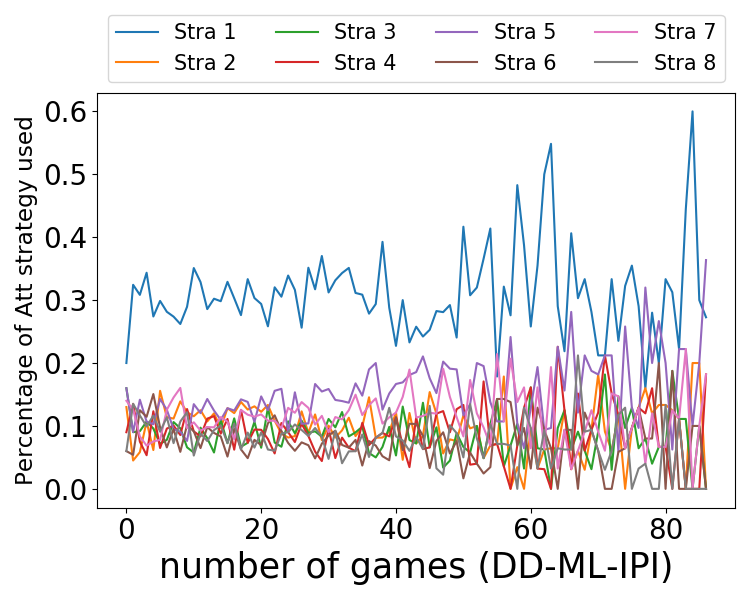 Stra 1 Stra 3 Stra 5 Stra 7
Stra 2 Stra 4 Stra 6 Stra 8
Percentage of Att strategy used
0.6
0.5
0.4
0.3
0.2
0.1
0.0
0 20 40 60 80
number of games (DD-ML-IPI)